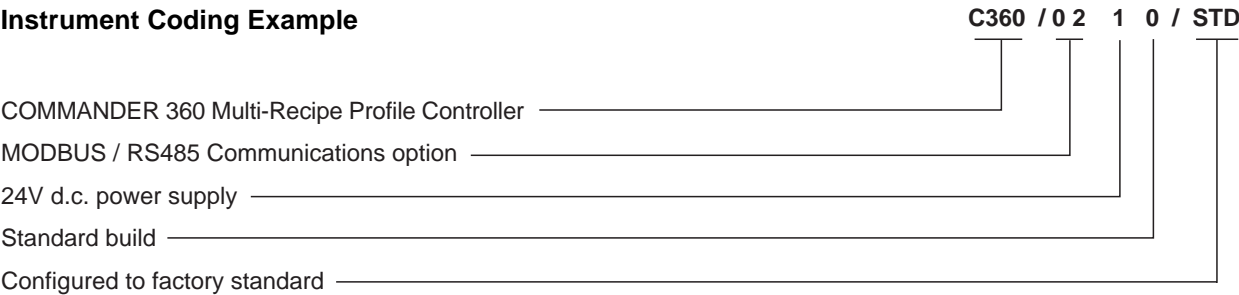 Instrument Coding Example C360 / 0 2 1 0 / STD
COMMANDER 360 Multi-Recipe Profile Controller
MODBUS / RS485 Communications option
24V d.c. power supply
Standard build
Configured to factory standard